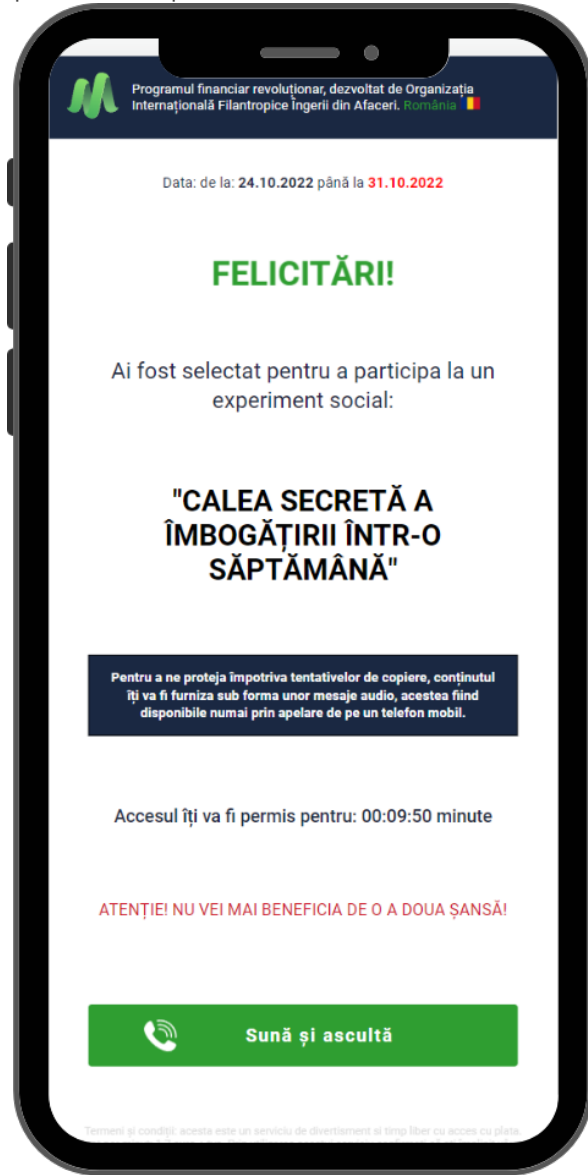 Programul financiar revoluționar, dezvoltat de Organizația
Internațională Filantropice Îngerii din Afaceri. România
Data: de la: 24.10.2022 până la 31.10.2022
FELICITĂRI!
Ai fost selectat pentru a participa la un
experiment social:
"CALEA SECRETĂ A
ÎMBOGĂȚIRII ÎNTR-O
SĂPTĂMÂNĂ"
Pentru a ne proteja împotriva tentativelor de copiere, conținutul
îți va fi furniza sub forma unor mesaje audio, acestea fiind
disponibile numai prin apelare de pe un telefon mobil.
Accesul îți va fi permis pentru: 00:09:50 minute
ATENȚIE! NU VEI MAI BENEFICIA DE O A DOUA ȘANSĂ!
Sună și ascultă
Termeni și condiții: acesta este un serviciu de divertisment si timp liber cu acces cu plata.